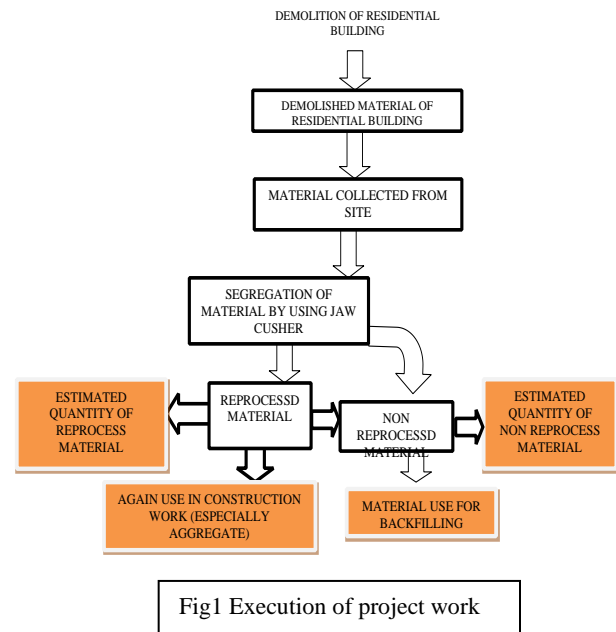 DEMOLITION OF RESIDENTIAL
BUILDING
DEMOLISHED MATERIAL OF
RESIDENTIAL BUILDING
MATERIAL COLLECTED FROM
SITE
SEGREGATION OF
MATERIAL BY USING JAW
CUSHER
ESTIMATED
QUANTITY OF
REPROCESS
MATERIAL
REPROCESSD
MATERIAL
NON
REPROCESSD
MATERIAL
ESTIMATED
QUANTITY OF
NON REPROCESS
MATERIAL
AGAIN USE IN CONSTRUCTION
WORK (ESPECIALLY
AGGREGATE)
MATERIAL USE FOR
BACKFILLING
Fig1 Execution of project work